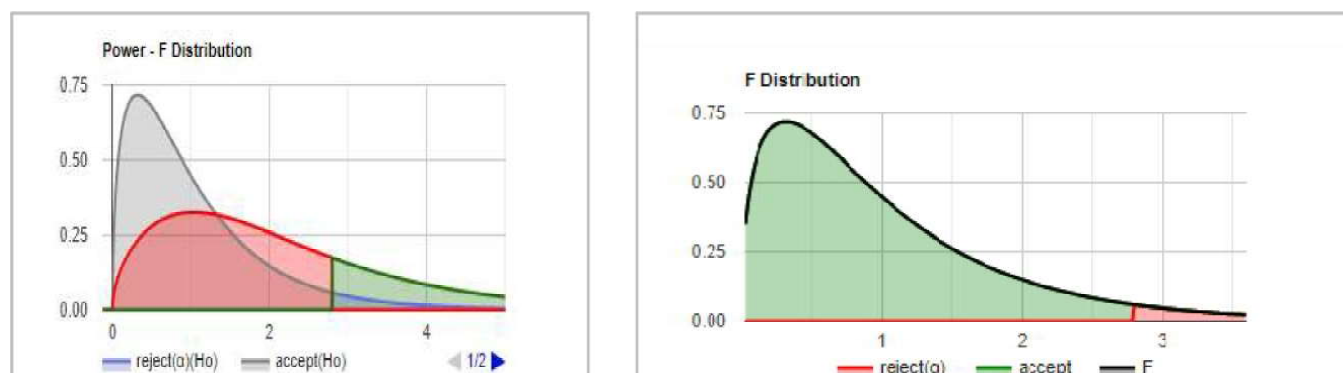 Power - F Distribution
0.75
0.50
0.25
0.00
0 2 4
reject(α)(Ho) accept(Ho) 1/2
F Distribution
0.75
0.50
0.25
0.00
1 2 3
reject(α) accept F